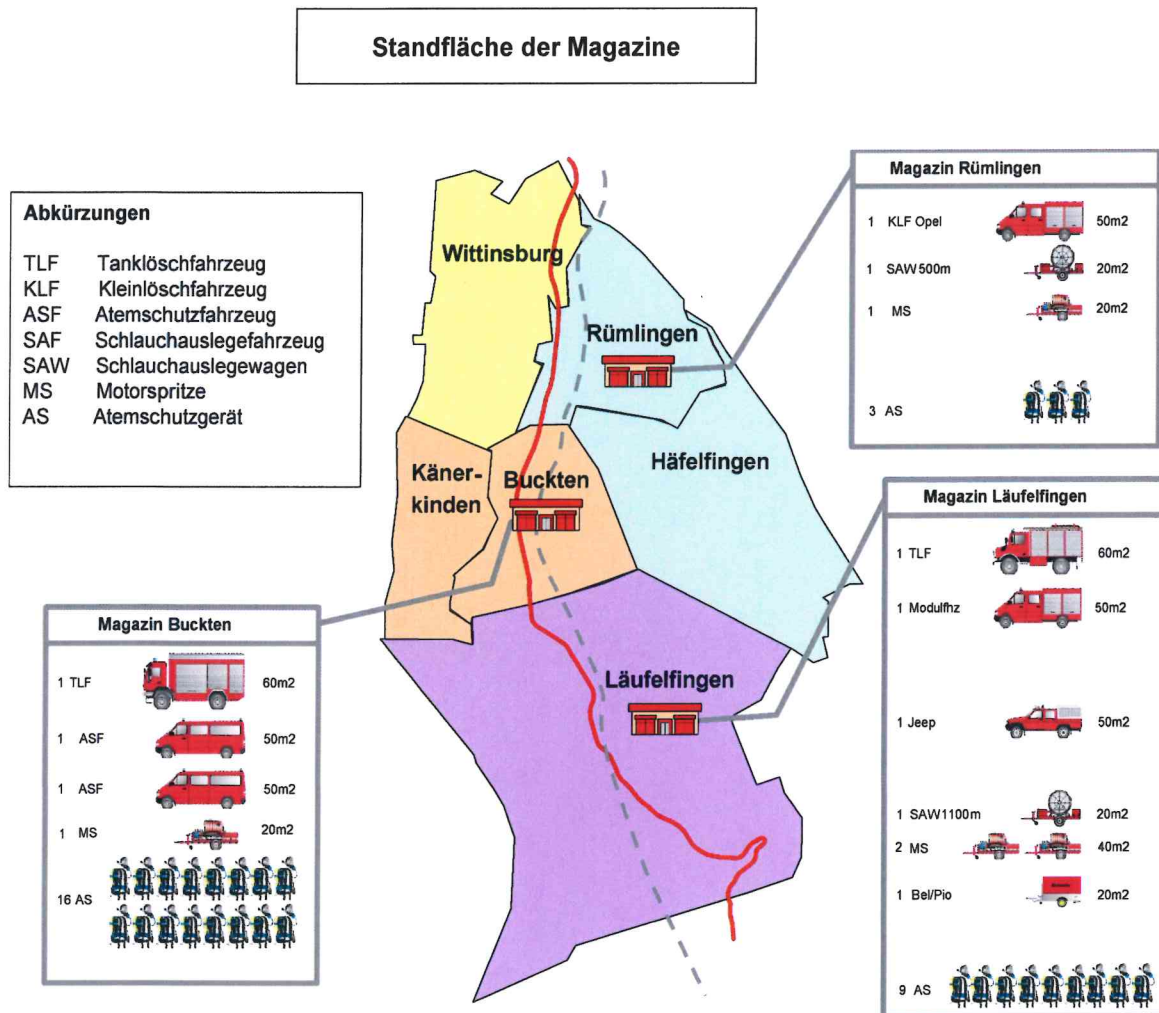 Standfläche der Magazine
Abkürzungen
TLF Tanklöschfahrzeug
KLF Kleinlöschfahrzeug
ASF Atemschutzfahrzeug
SAF Schlauchauslegefahrzeug
SAW Schlauchauslegewagen
MS Motorspritze
AS Atemschutzgerät
Wittinsburg
Rümlingen
Häfelfingen
Känerkinden
Buckten
Läufelfingen
Magazin Rümlingen
1 KLF Opel 50m2
1 SAW 500m 20m2
1 MS 20m2
3 AS
Magazin Läufelfingen
1 TLF 60m2
1 Modulfhz 50m2
1 Jeep 50m2
1 SAW1100m 20m2
2 MS 40m2
1 Bel/Pio 20m2
9 AS
Magazin Buckten
1 TLF 60m2
1 ASF 50m2
1 ASF 50m2
1 MS 20m2
16 AS